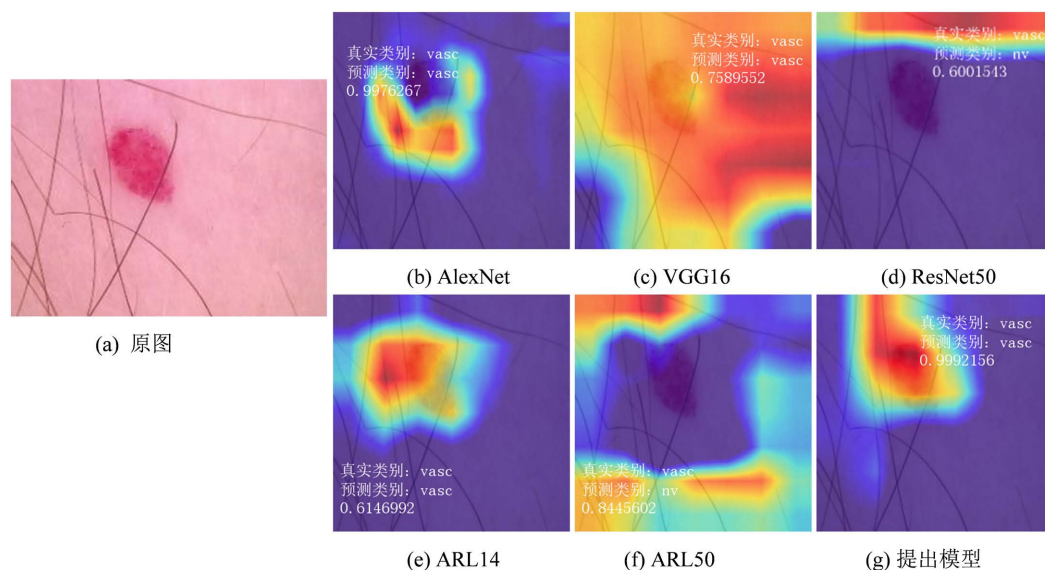 真实类别: vasc
预测类别: vasc
0.9976267
真实类别: vasc
预测类别: vasc
0.7589552
真实类别: vasc
预测类别: nv
0.6001543
(a) 原图
(b) AlexNet
(c) VGG16
(d) ResNet50
真实类别: vasc
预测类别: vasc
0.6146992
真实类别: vasc
预测类别: nv
0.8445602
真实类别: vasc
预测类别: vasc
0.9992156
(e) ARL14
(f) ARL50
(g) 提出模型